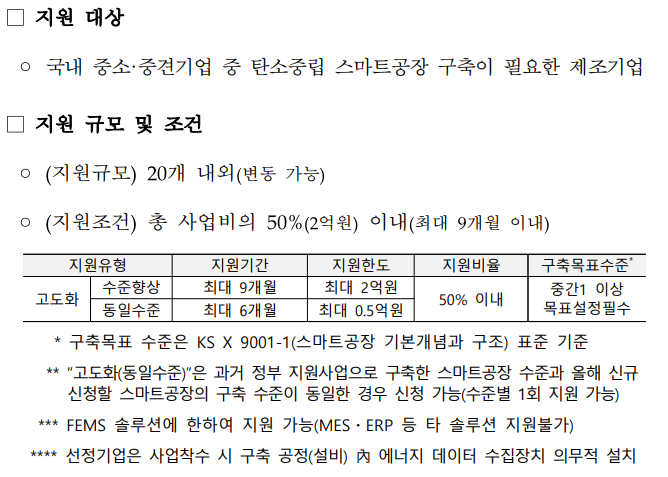 □ 지원 대상
○ 국내 중소·중견기업 중 탄소중립 스마트공장 구축이 필요한 제조기업
□ 지원 규모 및 조건
○ (지원규모) 20개 내외(변동 가능)
○ (지원조건) 총 사업비의 50%(2억원) 이내(최대 9개월 이내)
지원유형 지원기간 지원한도 지원비율 구축목표수준*
고도화 수준향상 최대 9개월 최대 2억원 50% 이내 중간1 이상
동일수준 최대 6개월 최대 0.5억원 목표설정필수
* 구축목표 수준은 KS X 9001-1(스마트공장 기본개념과 구조) 표준 기준
** "고도화(동일수준)"은 과거 정부 지원사업으로 구축한 스마트공장 수준과 올해 신규
신청할 스마트공장의 구축 수준이 동일한 경우 신청 가능(수준별 1회 지원 가능)
*** FEMS 솔루션에 한하여 지원 가능(MES·ERP 등 타 솔루션 지원불가)
**** 선정기업은 사업착수 시 구축 공정(설비) 內 에너지 데이터 수집장치 의무적 설치